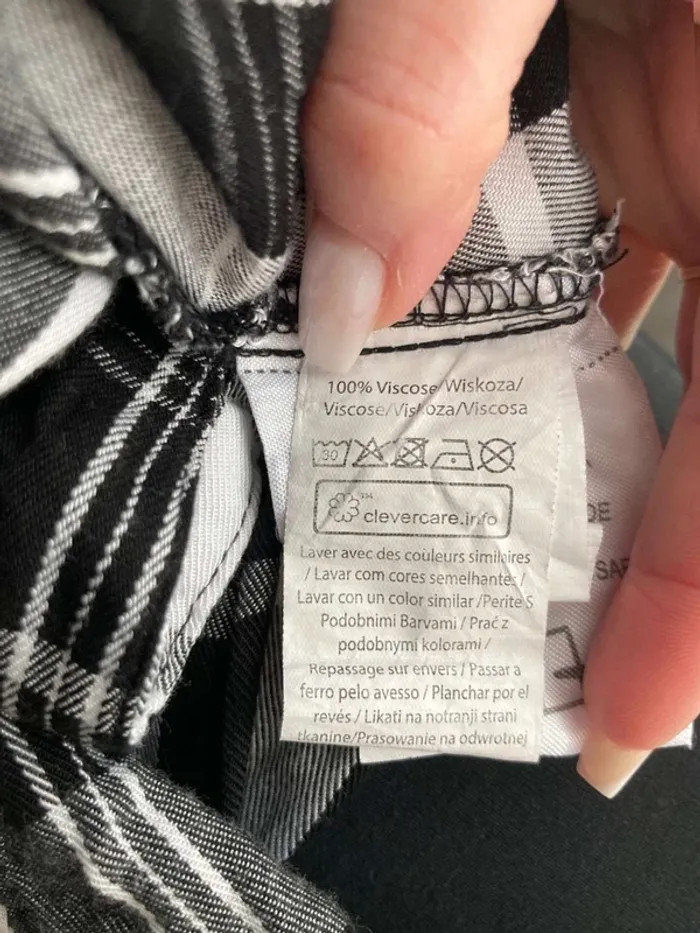 100% Viscose/Wiskoza/
Viscose/Viskoza/Viscosa
30
™
clevercare.info
Laver avec des couleurs similaires
/ Lavar com cores semelhantes /
Lavar con un color similar /Perite S
Podobnimi Barvami / Prać z
podobnymi kolorami /
Repassage sur envers / Passar a
ferro pelo avesso / Planchar por el
revés / Likati na notranji strani
tkanine/Prasowanie na odwrotnej
DE